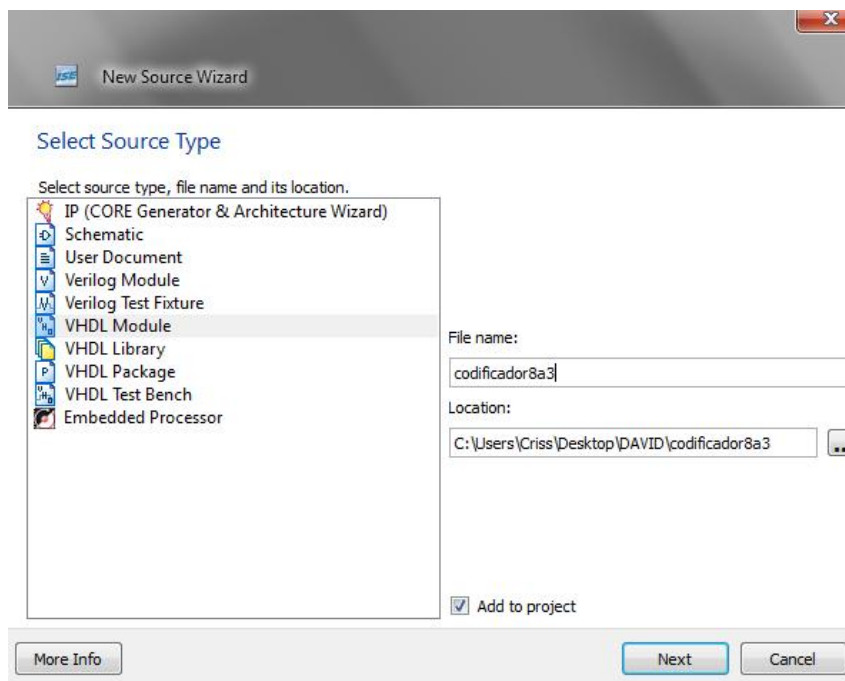 ISE
New Source Wizard
Select Source Type
Select source type, file name and its location.
IP (CORE Generator & Architecture Wizard)
Schematic
User Document
Verilog Module
Verilog Test Fixture
VHDL Module
VHDL Library
VHDL Package
VHDL Test Bench
Embedded Processor
File name:
codificador8a3
Location:
C:\Users\Criss\Desktop\DAVID\codificador8a3
..
Add to project
More Info
Next
Cancel